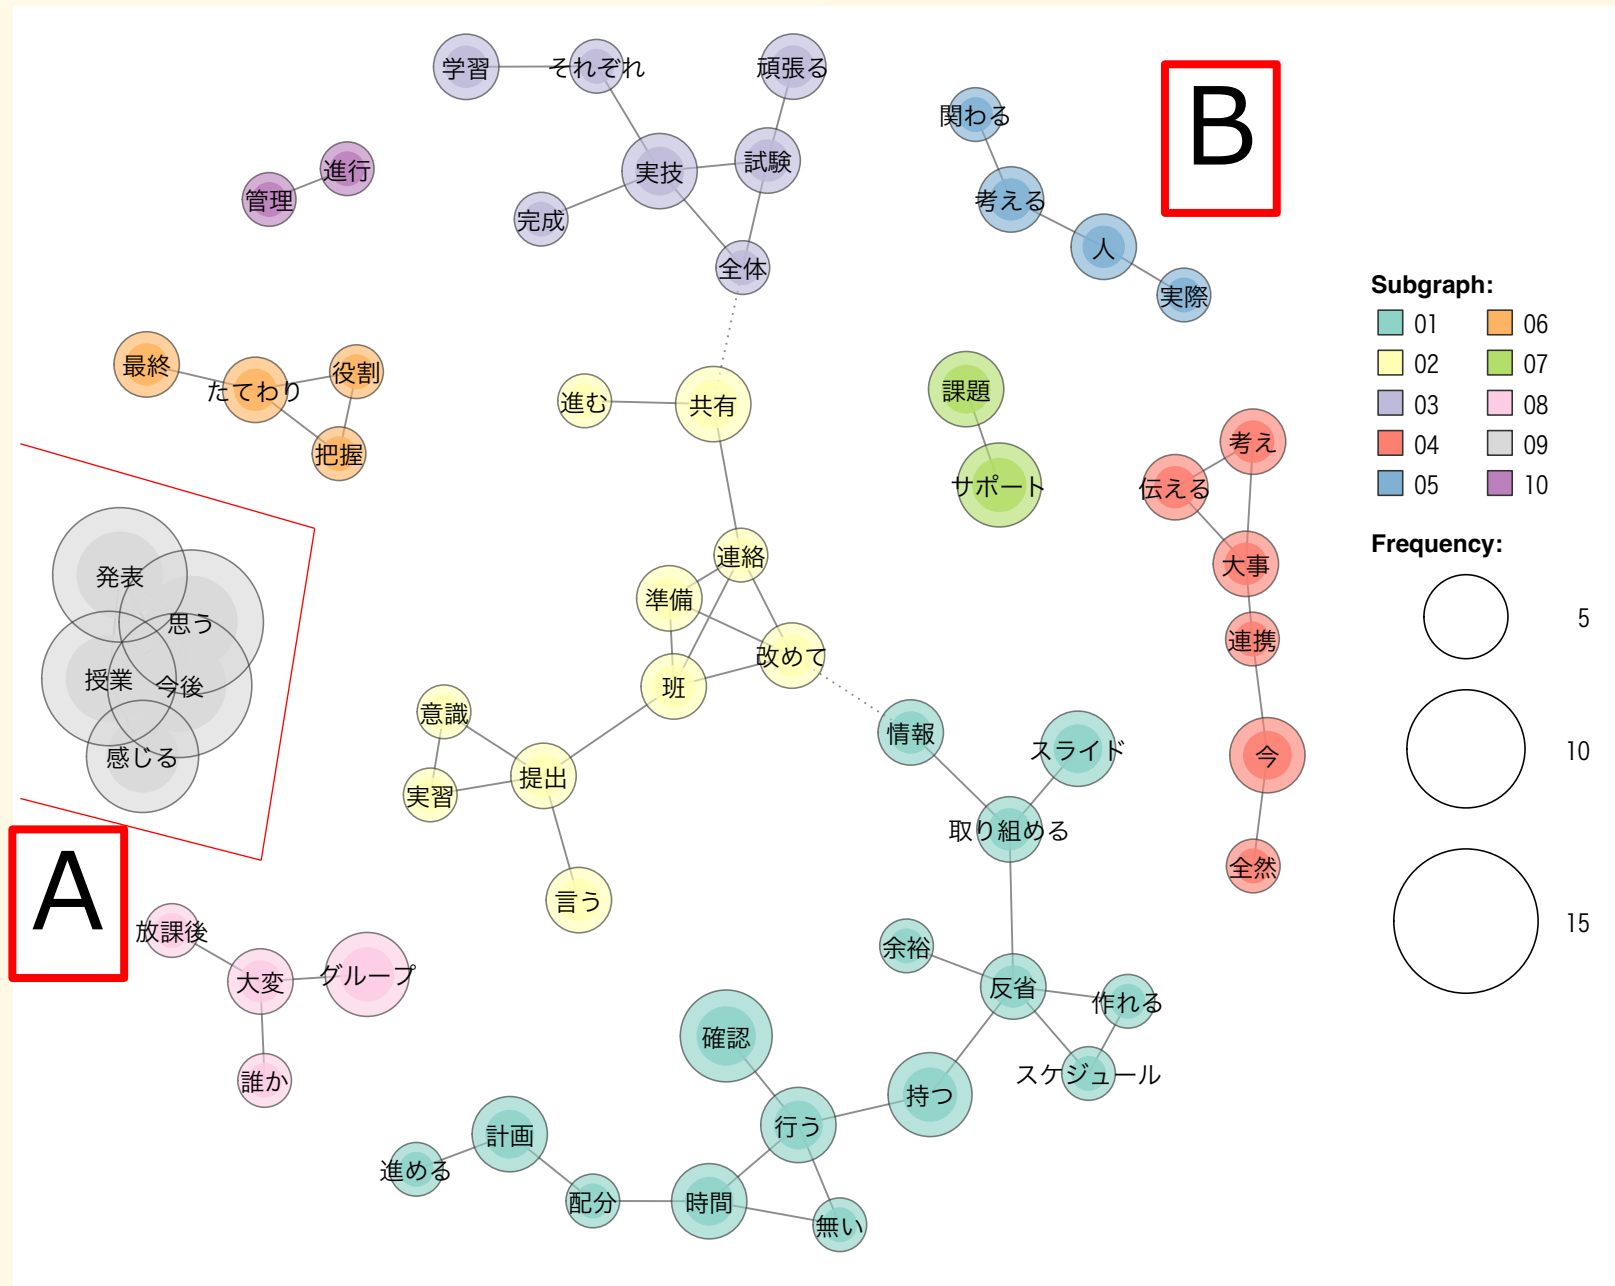 学習
それぞれ
頑張る
B
関わる
進行
管理
実技
試験
完成
全体
考える
人
実際
Subgraph:
01
02
03
04
05
06
07
08
09
10
Frequency:
5
10
15
最終
たてわり
役割
把握
進む
共有
課題
サポート
考え
伝える
大事
連携
今
全然
発表
思う
授業
今後
感じる
連絡
準備
改めて
班
意識
実習
提出
言う
情報
スライド
取り組める
A
放課後
大変
グループ
誰か
余裕
反省
作れる
スケジュール
確認
持つ
行う
計画
進める
配分
時間
無い